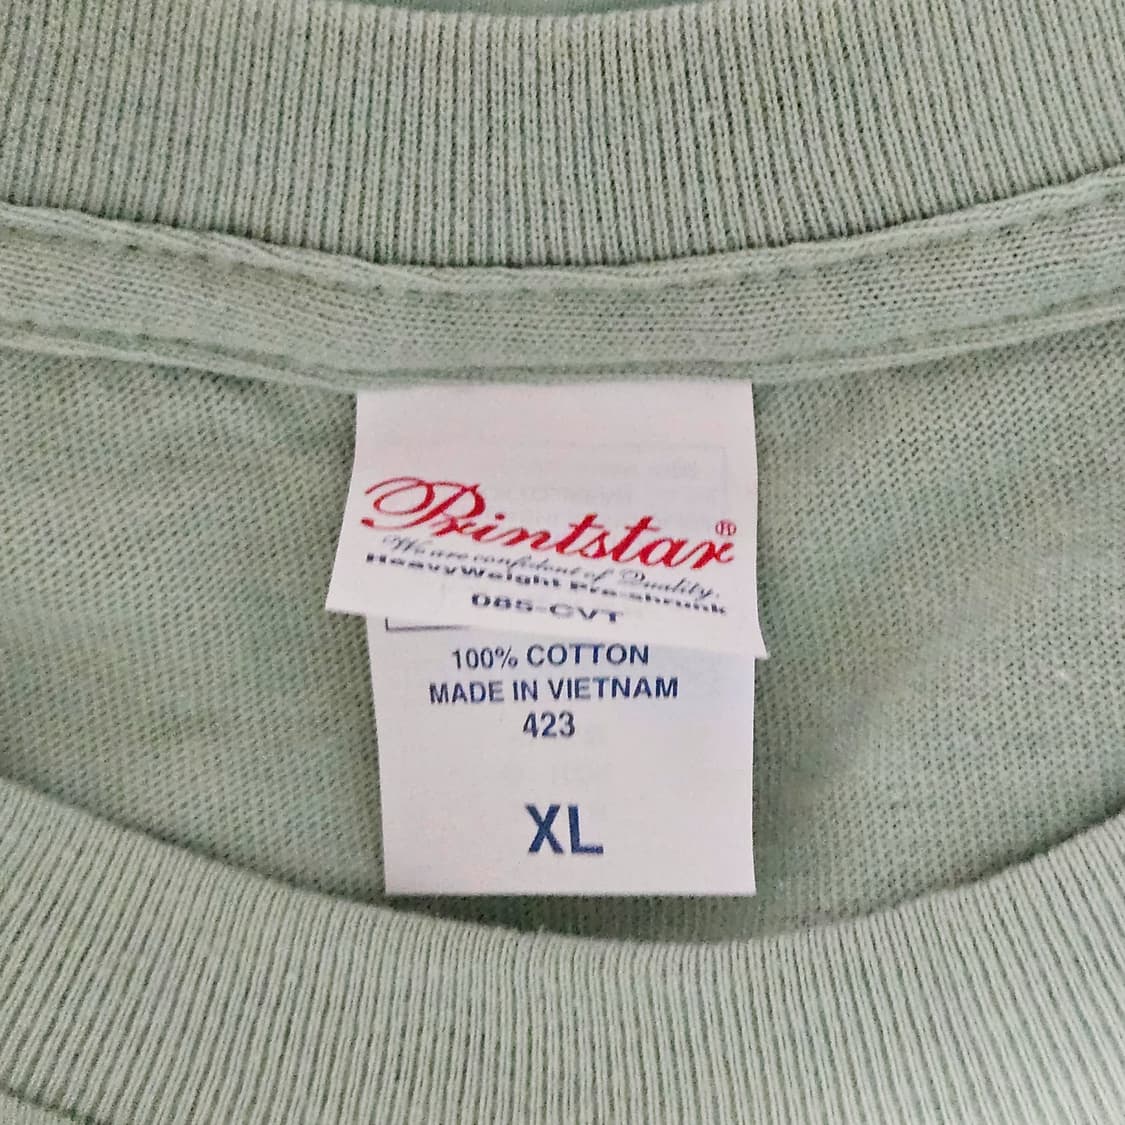 Printstar®
We are confident of Quality.
HeavyWeight Pre-shrunk
085-CVT
100% COTTON
MADE IN VIETNAM
423
XL